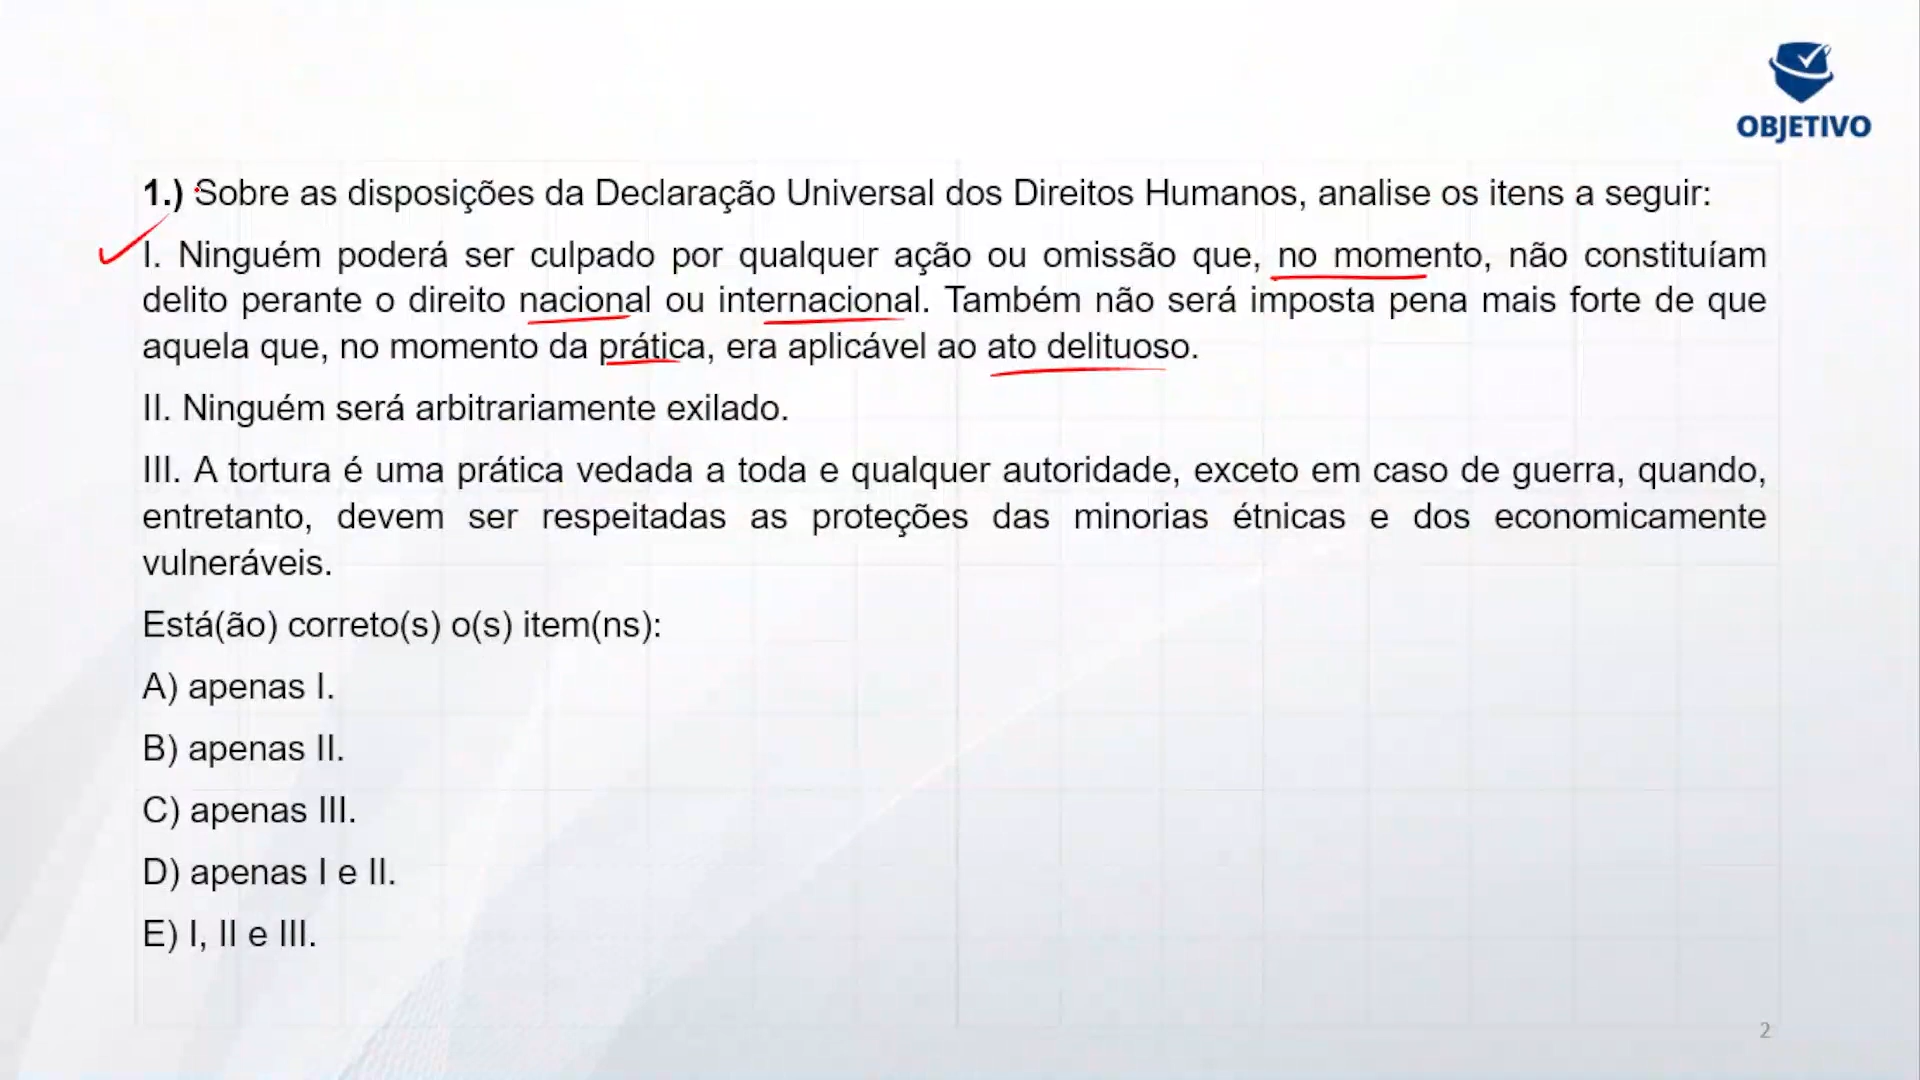 OBJETIVO
1.) Sobre as disposições da Declaração Universal dos Direitos Humanos, analise os itens a seguir:
I. Ninguém poderá ser culpado por qualquer ação ou omissão que, no momento, não constituíam
delito perante o direito nacional ou internacional. Também não será imposta pena mais forte de que
aquela que, no momento da prática, era aplicável ao ato delituoso.
II. Ninguém será arbitrariamente exilado.
III. A tortura é uma prática vedada a toda e qualquer autoridade, exceto em caso de guerra, quando,
entretanto, devem ser respeitadas as proteções das minorias étnicas e dos economicamente
vulneráveis.
Está(ão) correto(s) o(s) item(ns):
A) apenas I.
B) apenas II.
C) apenas III.
D) apenas I e II.
E) I, II e III.
2